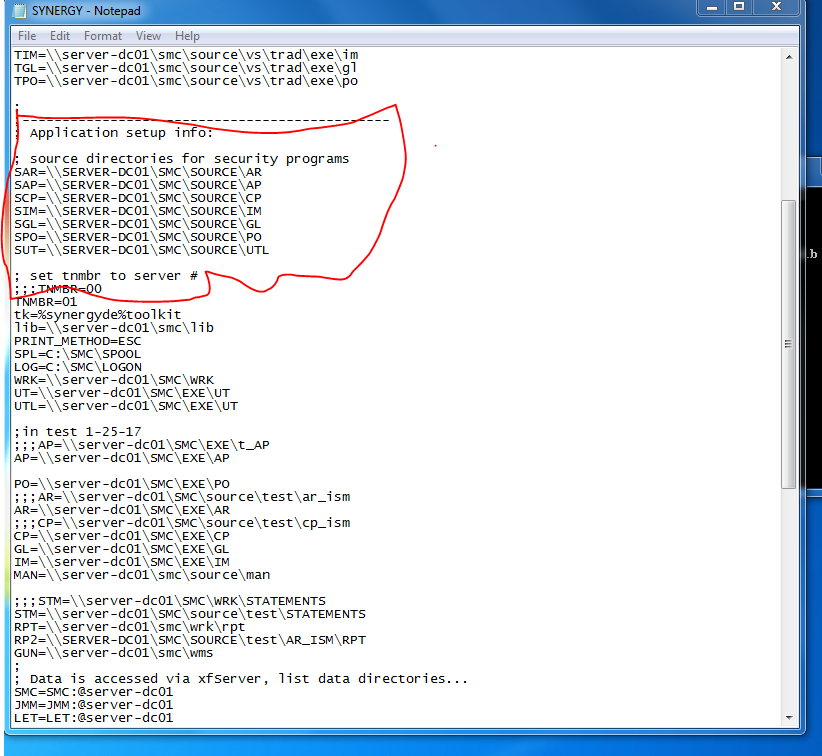 SYNERGY - Notepad
File Edit Format View Help
TIM=\\server-dc01\smc\source\vs\trad\exe\im
TGL=\\server-dc01\smc\source\vs\trad\exe\gl
TPO=\\server-dc01\smc\source\vs\trad\exe\po
;
;-----------------------------------------------
; Application setup info:
; source directories for security programs
SAR=\\SERVER-DC01\SMC\SOURCE\AR
SAP=\\SERVER-DC01\SMC\SOURCE\AP
SCP=\\SERVER-DC01\SMC\SOURCE\CP
SIM=\\SERVER-DC01\SMC\SOURCE\IM
SGL=\\SERVER-DC01\SMC\SOURCE\GL
SPO=\\SERVER-DC01\SMC\SOURCE\PO
SUT=\\SERVER-DC01\SMC\SOURCE\UTL
; set tnmbr to server #
;;;TNMBR=00
TNMBR=01
tk=%synergyde%toolkit
lib=\\server-dc01\smc\lib
PRINT_METHOD=ESC
SPL=C:\SMC\SPOOL
LOG=C:\SMC\LOGON
WRK=\\server-dc01\SMC\WRK
UT=\\server-dc01\SMC\EXE\UT
UTL=\\server-dc01\SMC\EXE\UT
;in test 1-25-17
;;;AP=\\server-dc01\SMC\EXE\t_AP
AP=\\server-dc01\SMC\EXE\AP
PO=\\server-dc01\SMC\EXE\PO
;;;AR=\\server-dc01\SMC\source\test\ar_ism
AR=\\server-dc01\SMC\EXE\AR
;;;CP=\\server-dc01\SMC\source\test\cp_ism
CP=\\server-dc01\SMC\EXE\CP
GL=\\server-dc01\SMC\EXE\GL
IM=\\server-dc01\SMC\EXE\IM
MAN=\\server-dc01\smc\source\man
;;;STM=\\server-dc01\SMC\WRK\STATEMENTS
STM=\\server-dc01\SMC\source\test\STATEMENTS
RPT=\\server-dc01\smc\wrk\rpt
RP2=\\SERVER-DC01\SMC\SOURCE\test\AR_ISM\RPT
GUN=\\server-dc01\smc\wms
;
; Data is accessed via xfServer, list data directories...
SMC=SMC:@server-dc01
JMM=JMM:@server-dc01
LET=LET:@server-dc01
.b